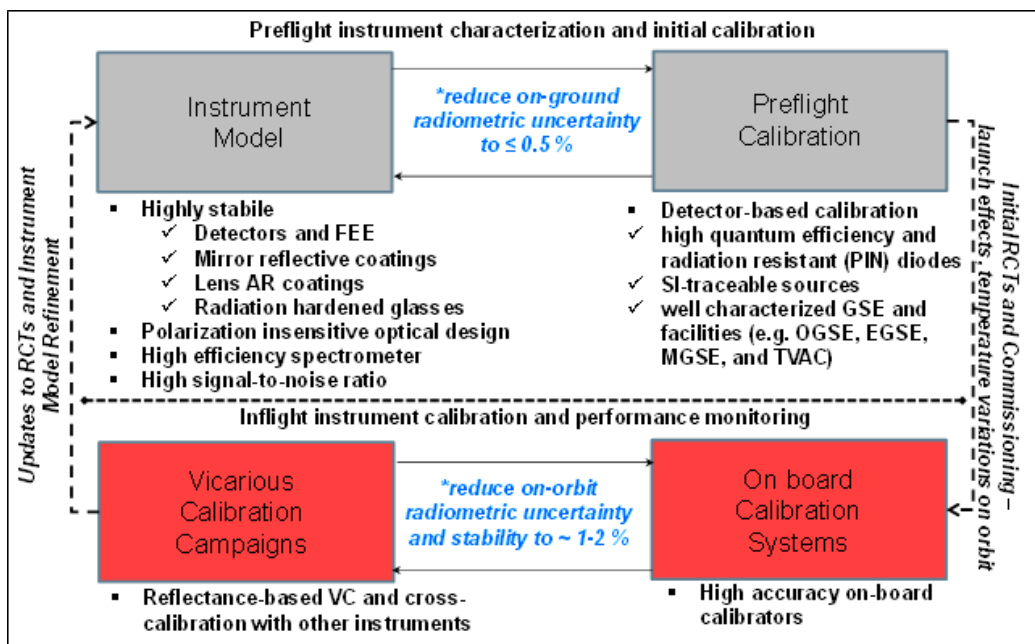 Preflight instrument characterization and initial calibration
Instrument
Model
*reduce on-ground
radiometric uncertainty
to ≤ 0.5 %
Preflight
Calibration
▪ Highly stabile
✓ Detectors and FEE
✓ Mirror reflective coatings
✓ Lens AR coatings
✓ Radiation hardened glasses
▪ Polarization insensitive optical design
▪ High efficiency spectrometer
▪ High signal-to-noise ratio
▪ Detector-based calibration
✓ high quantum efficiency and
radiation resistant (PIN) diodes
✓ SI-traceable sources
✓ well characterized GSE and
facilities (e.g. OGSE, EGSE,
MGSE, and TVAC)
Updates to RCTs and Instrument
Model Refinement
Initial RCTs and Commissioning –
launch effects, temperature variations on orbit
Inflight instrument calibration and performance monitoring
Vicarious
Calibration
Campaigns
*reduce on-orbit
radiometric uncertainty
and stability to ~ 1-2 %
On board
Calibration
Systems
▪ Reflectance-based VC and cross-
calibration with other instruments
▪ High accuracy on-board
calibrators